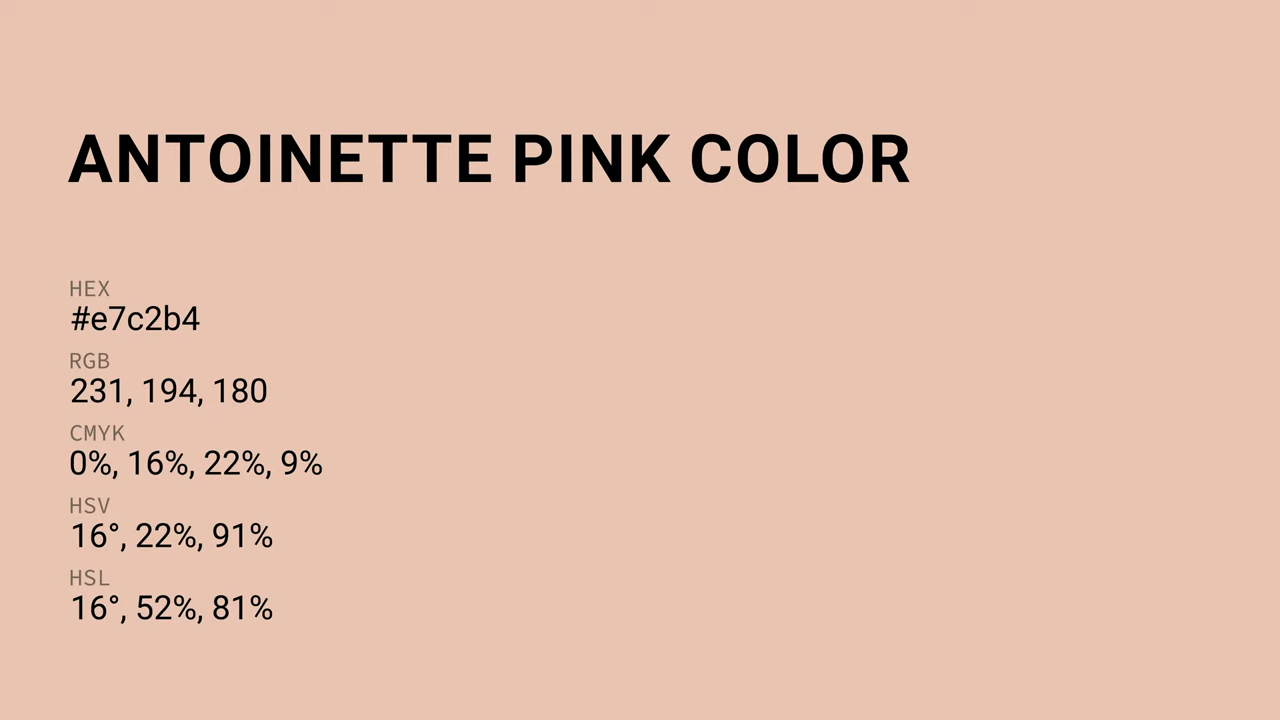 ANTOINETTE PINK COLOR
HEX
#e7c2b4
RGB
231, 194, 180
CMYK
0%, 16%, 22%, 9%
HSV
16°, 22%, 91%
HSL
16°, 52%, 81%